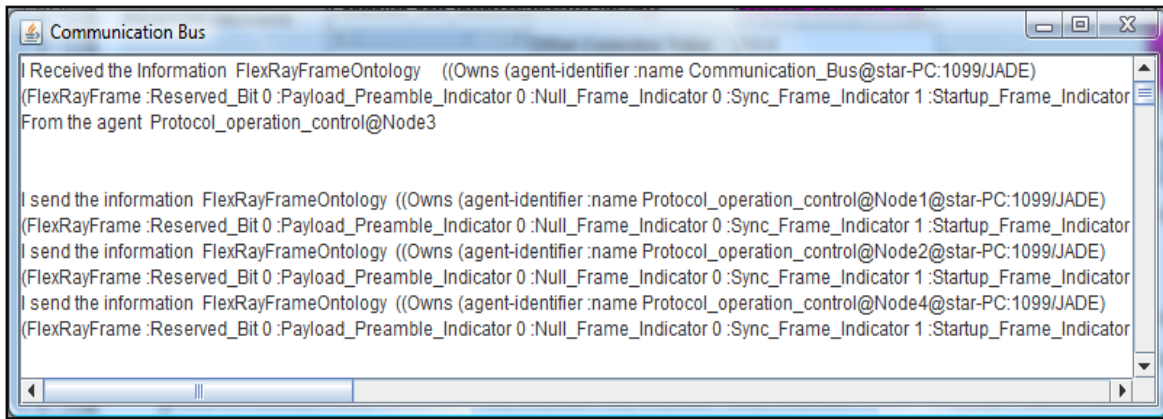 Communication Bus
I Received the Information FlexRayFrameOntology ((Owns (agent-identifier :name Communication_Bus@star-PC:1099/JADE)
(FlexRayFrame :Reserved_Bit 0 :Payload_Preamble_Indicator 0 :Null_Frame_Indicator 0 :Sync_Frame_Indicator 1 :Startup_Frame_Indicator
From the agent Protocol_operation_control@Node3
I send the information FlexRayFrameOntology ((Owns (agent-identifier :name Protocol_operation_control@Node1@star-PC:1099/JADE)
(FlexRayFrame :Reserved_Bit 0 :Payload_Preamble_Indicator 0 :Null_Frame_Indicator 0 :Sync_Frame_Indicator 1 :Startup_Frame_Indicator
I send the information FlexRayFrameOntology ((Owns (agent-identifier :name Protocol_operation_control@Node2@star-PC:1099/JADE)
(FlexRayFrame :Reserved_Bit 0 :Payload_Preamble_Indicator 0 :Null_Frame_Indicator 0 :Sync_Frame_Indicator 1 :Startup_Frame_Indicator
I send the information FlexRayFrameOntology ((Owns (agent-identifier :name Protocol_operation_control@Node4@star-PC:1099/JADE)
(FlexRayFrame :Reserved_Bit 0 :Payload_Preamble_Indicator 0 :Null_Frame_Indicator 0 :Sync_Frame_Indicator 1 :Startup_Frame_Indicator